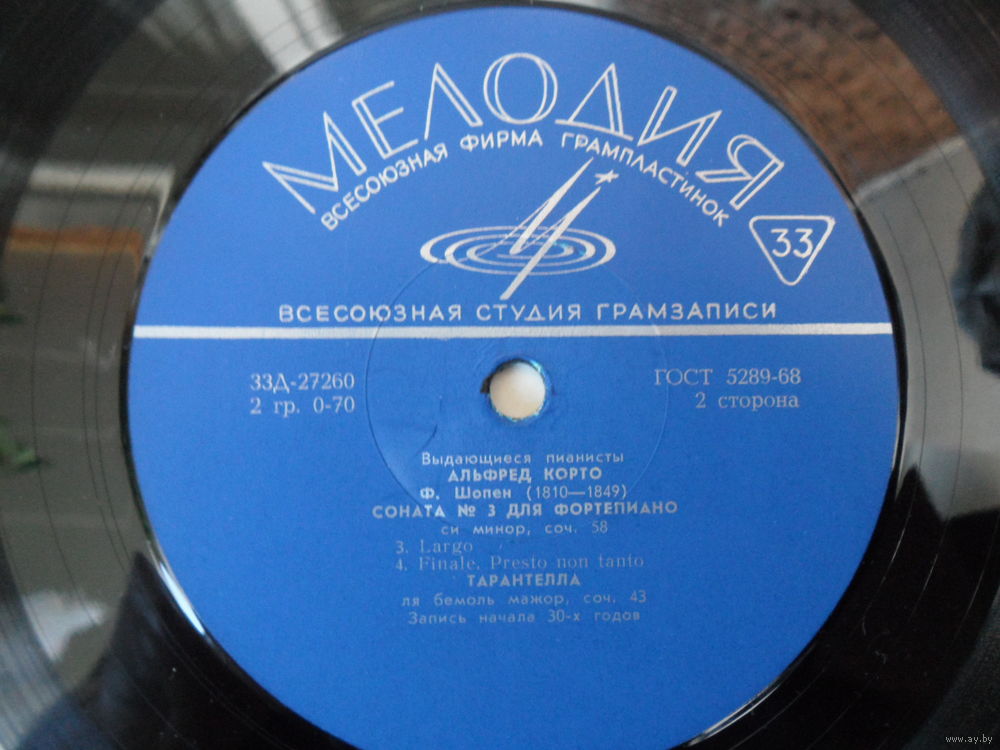 МЕЛОДИЯ
ВСЕСОЮЗНАЯ ФИРМА ГРАМПЛАСТИНОК
33
ВСЕСОЮЗНАЯ СТУДИЯ ГРАМЗАПИСИ
33Д-27260
2 гр. 0-70
ГОСТ 5289-68
2 сторона
Выдающиеся пианисты
АЛЬФРЕД КОРТО
Ф. Шопен (1810—1849)
СОНАТА № 3 ДЛЯ ФОРТЕПИАНО
си минор, соч. 58
3. Largo
4. Finale. Presto non tanto
ТАРАНТЕЛЛА
ля бемоль мажор, соч. 43
Запись начала 30-х годов
www.ay.by